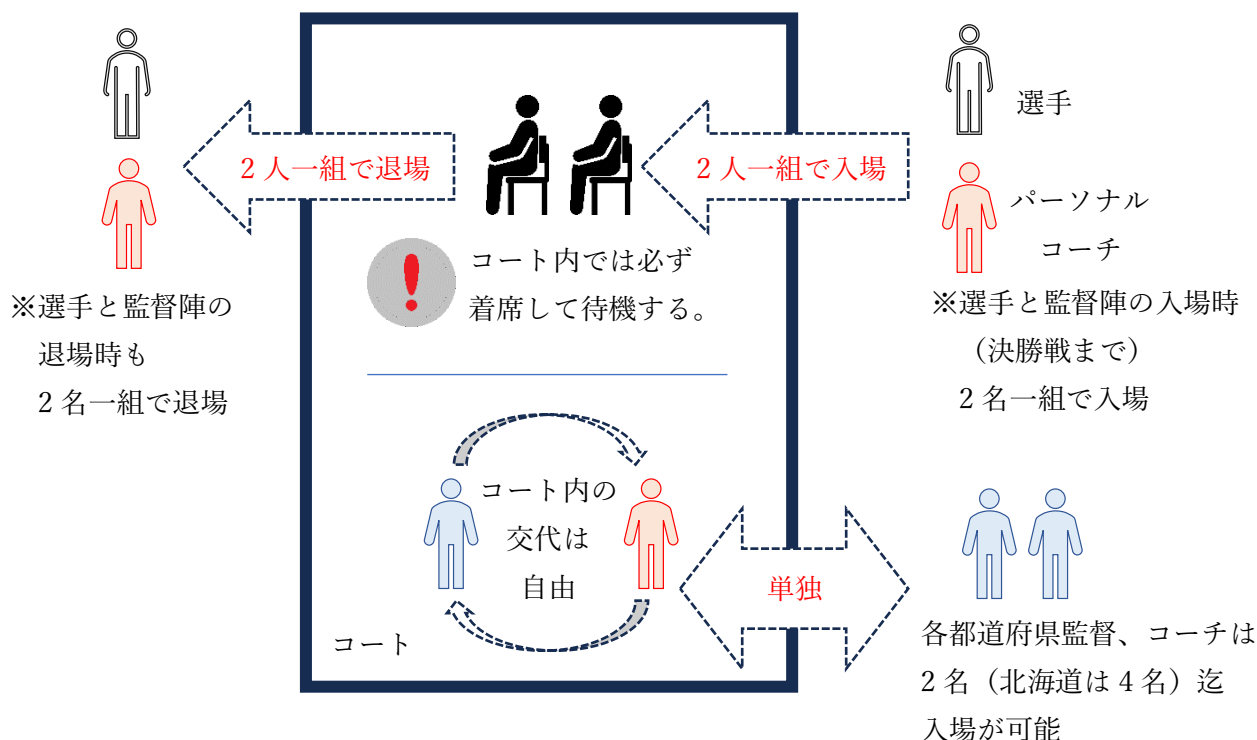 選手
2人一組で退場
2人一組で入場
パーソナル
コーチ
コート内では必ず
着席して待機する。
※選手と監督陣の
退場時も
2名一組で退場
※選手と監督陣の入場時
(決勝戦まで)
2名一組で入場
コート内の
交代は
自由
単独
コート
各都道府県監督、コーチは
2名(北海道は4名)迄
入場が可能